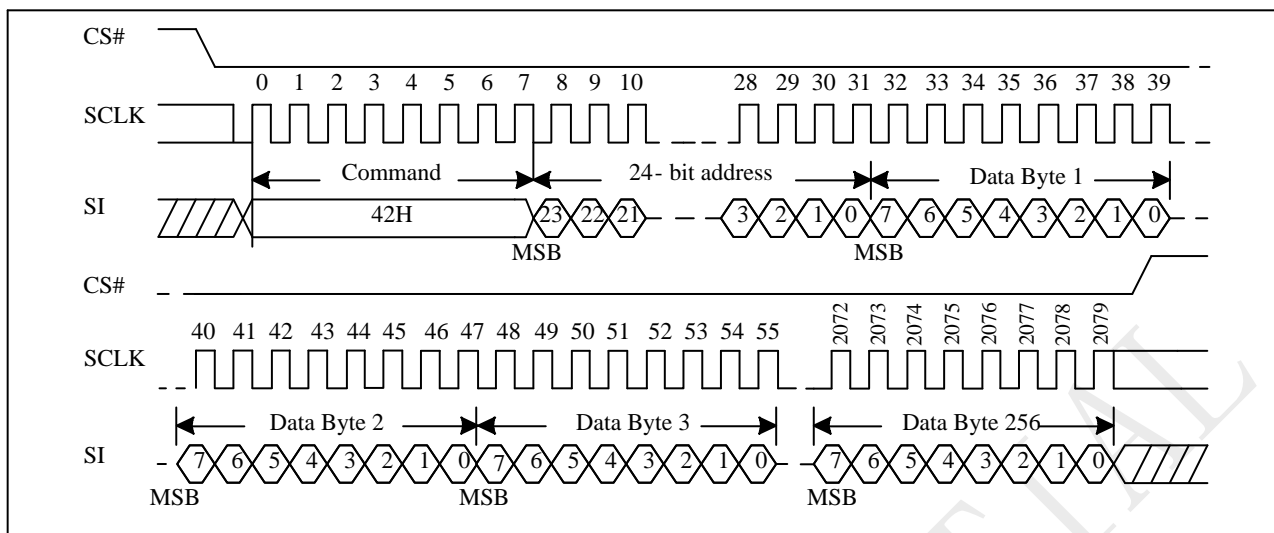 CS#
0 1 2 3 4 5 6 7 8 9 10 28 29 30 31 32 33 34 35 36 37 38 39
SCLK
Command 24- bit address Data Byte 1
SI 42H 23 22 21 3 2 1 0 7 6 5 4 3 2 1 0
MSB MSB
CS#
40 41 42 43 44 45 46 47 48 49 50 51 52 53 54 55 2072 2073 2074 2075 2076 2077 2078 2079
SCLK
Data Byte 2 Data Byte 3 Data Byte 256
SI 7 6 5 4 3 2 1 0 7 6 5 4 3 2 1 0 7 6 5 4 3 2 1 0
MSB MSB MSB
TIAL